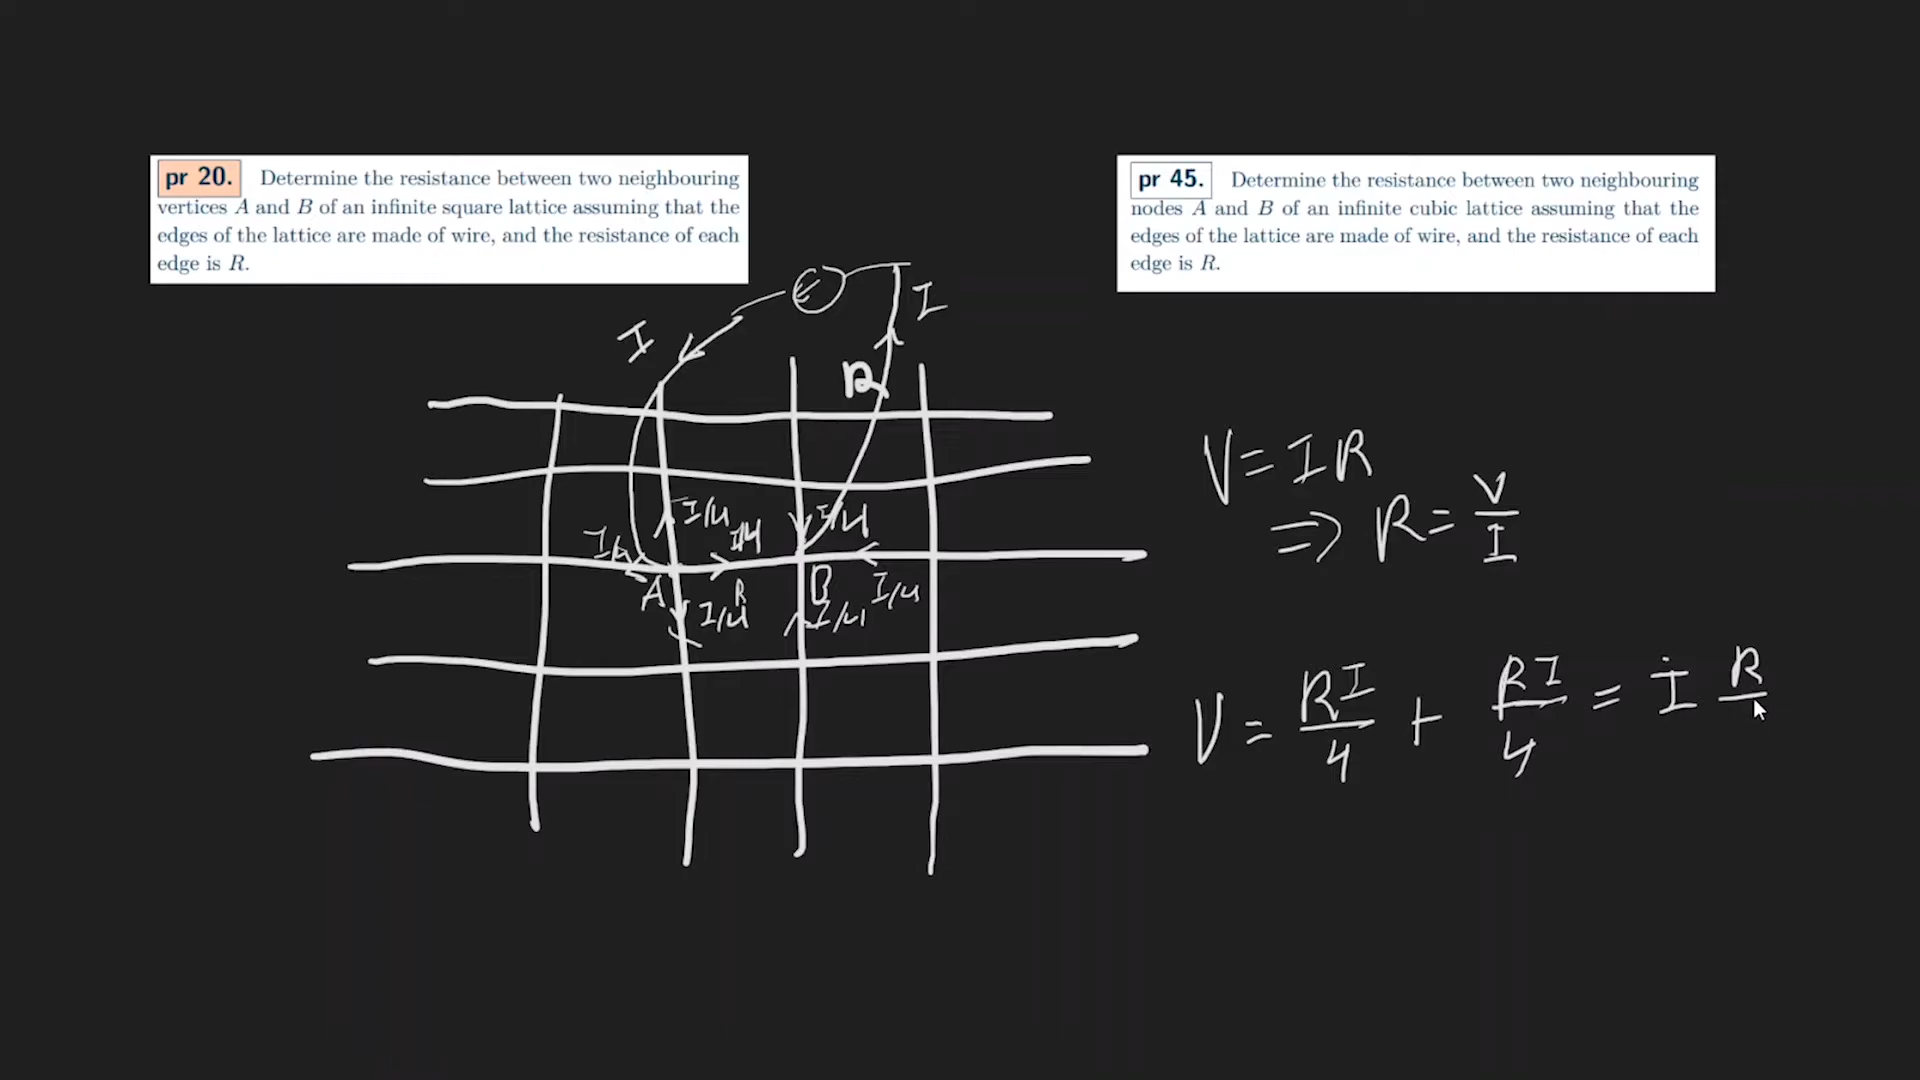 pr 20. Determine the resistance between two neighbouring
vertices A and B of an infinite square lattice assuming that the
edges of the lattice are made of wire, and the resistance of each
edge is R.
pr 45. Determine the resistance between two neighbouring
nodes A and B of an infinite cubic lattice assuming that the
edges of the lattice are made of wire, and the resistance of each
edge is R.
I
I
R
V = IR
⇒ R = V/I
I/4
I/4
I/4
I/4
A
R
B
I/4
I/4
I/4
V = RI/4 + RI/4 = I R